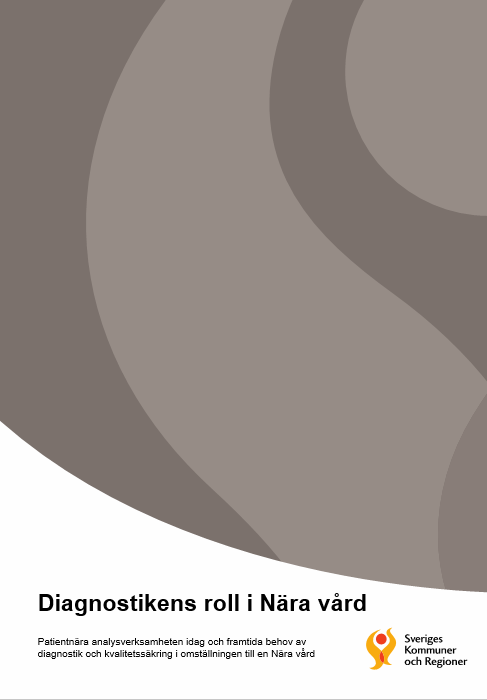 Diagnostikens roll i Nära vård
Patientnära analysverksamheten idag och framtida behov av
diagnostik och kvalitetssäkring i omställningen till en Nära vård
Sveriges
Kommuner
och Regioner